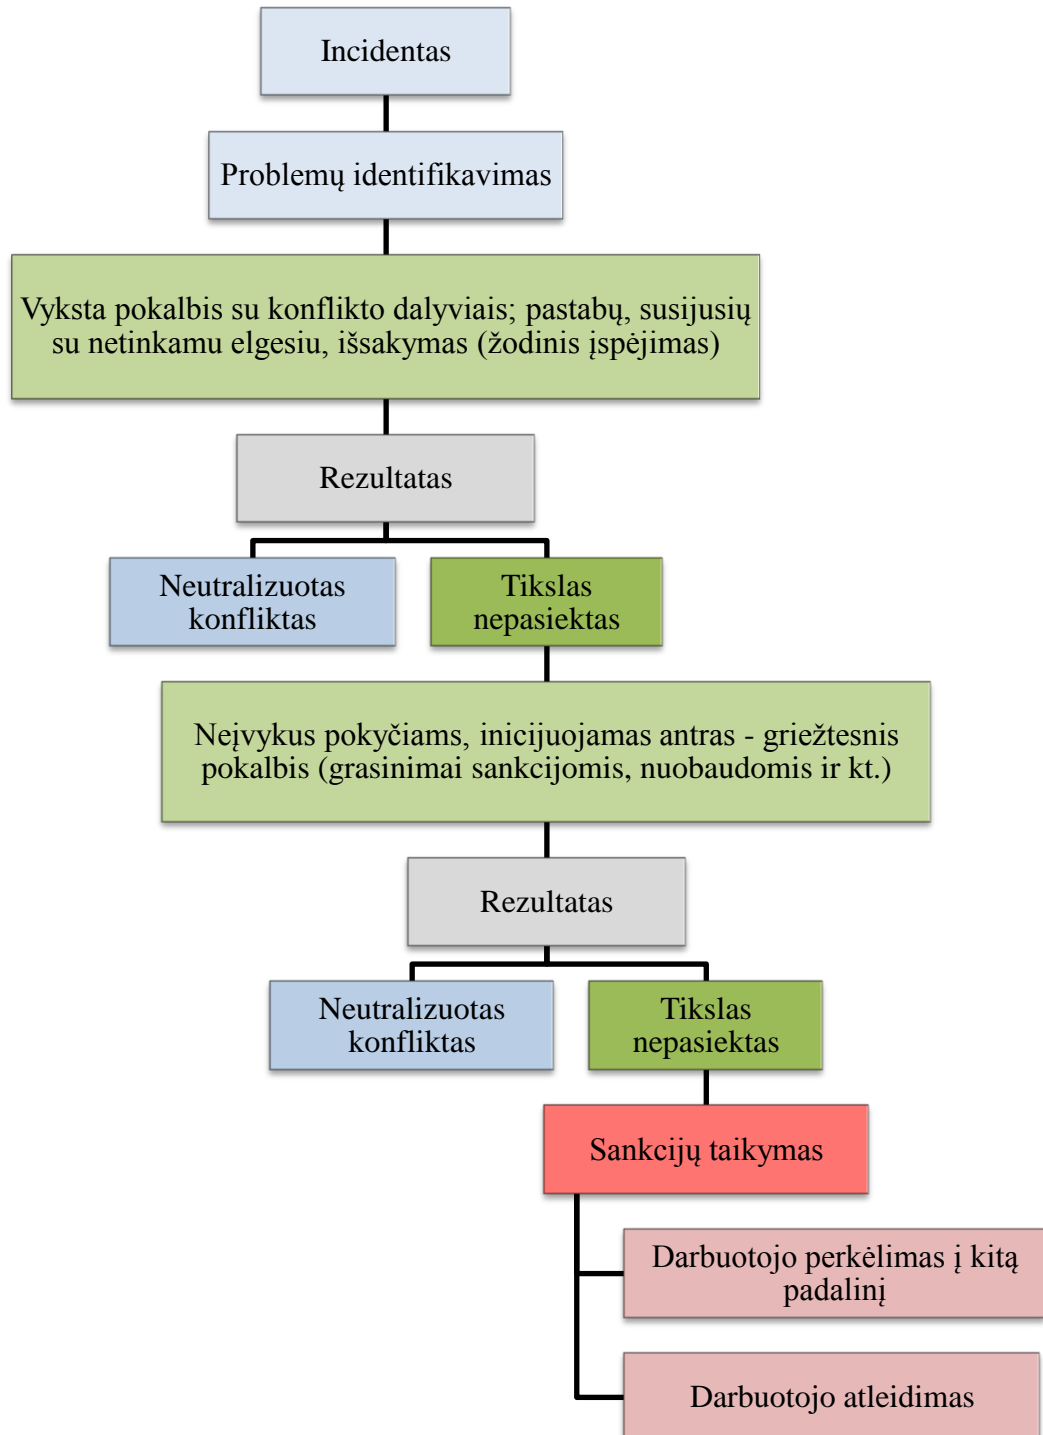 Incidentas
Problemų identifikavimas
Vyksta pokalbis su konflikto dalyviais; pastabų, susijusių
su netinkamu elgesiu, išsakymas (žodinis įspėjimas)
Rezultatas
Neutralizuotas
konfliktas
Tikslas
nepasiektas
Neįvykus pokyčiams, inicijuojamas antras - griežtesnis
pokalbis (grasinimai sankcijomis, nuobaudomis ir kt.)
Rezultatas
Neutralizuotas
konfliktas
Tikslas
nepasiektas
Sankcijų taikymas
Darbuotojo perkėlimas į kitą
padalinį
Darbuotojo atleidimas